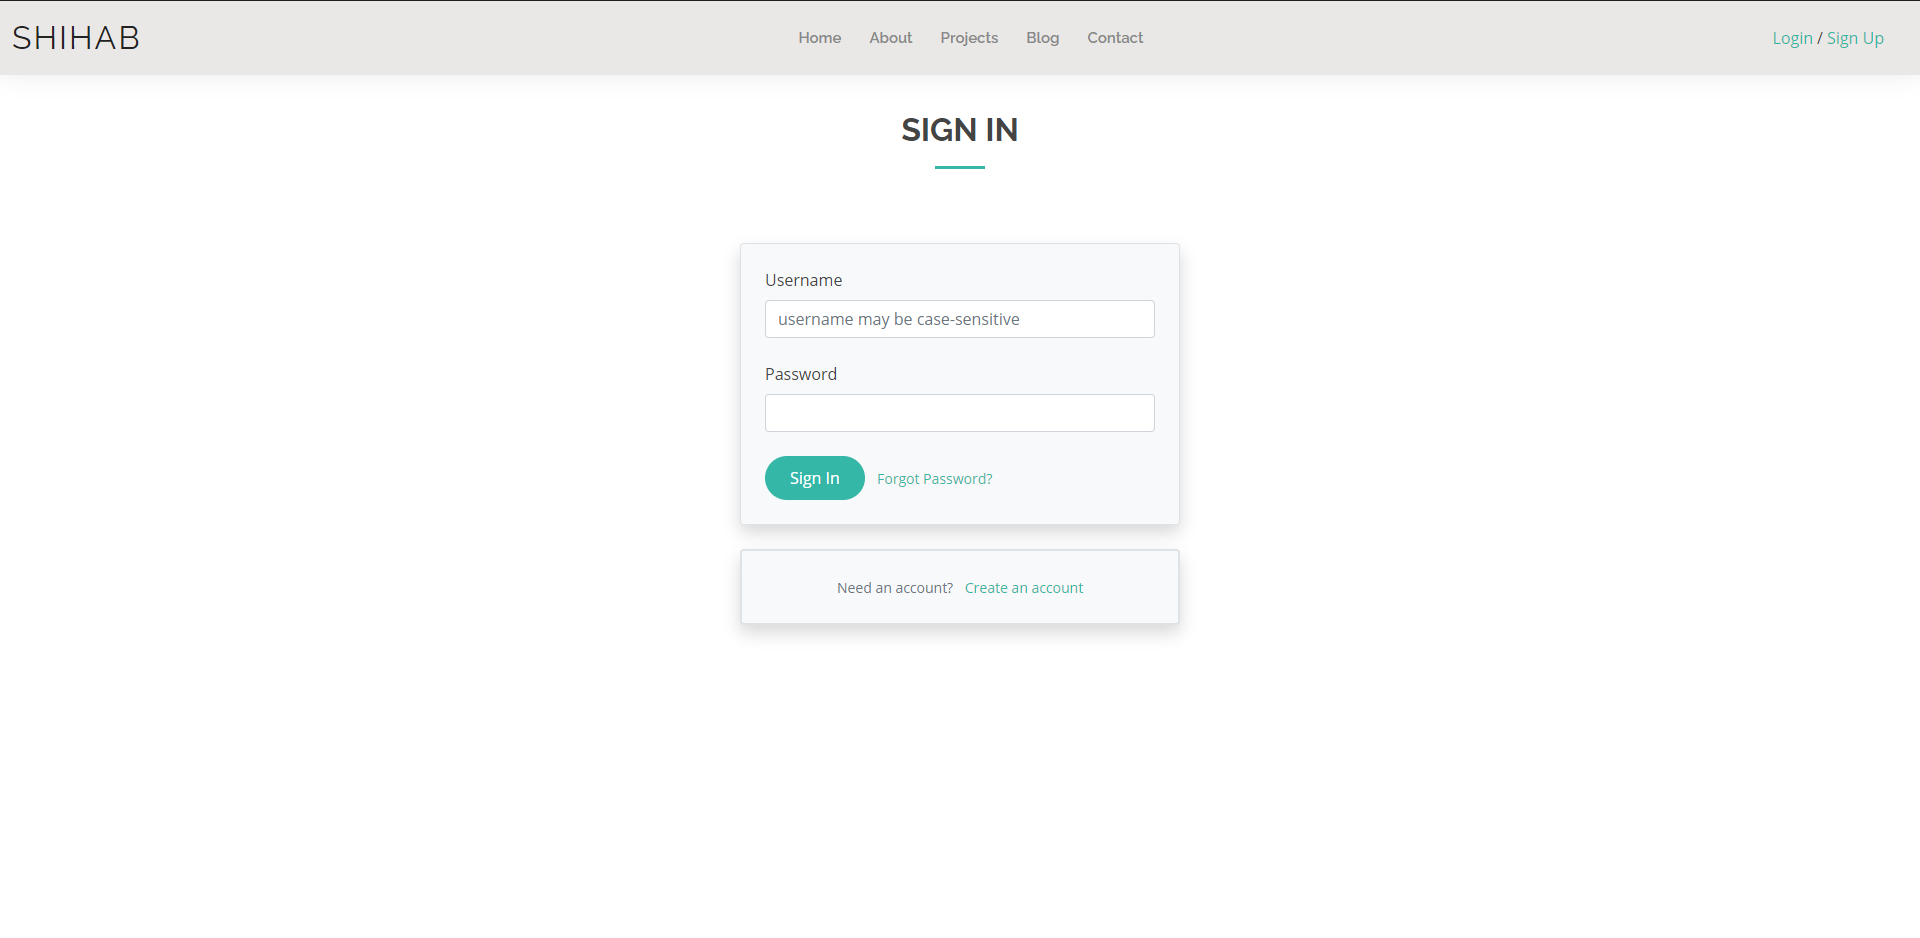 SHIHAB
Home About Projects Blog Contact
Login / Sign Up
SIGN IN
Username
username may be case-sensitive
Password
Sign In Forgot Password?
Need an account? Create an account